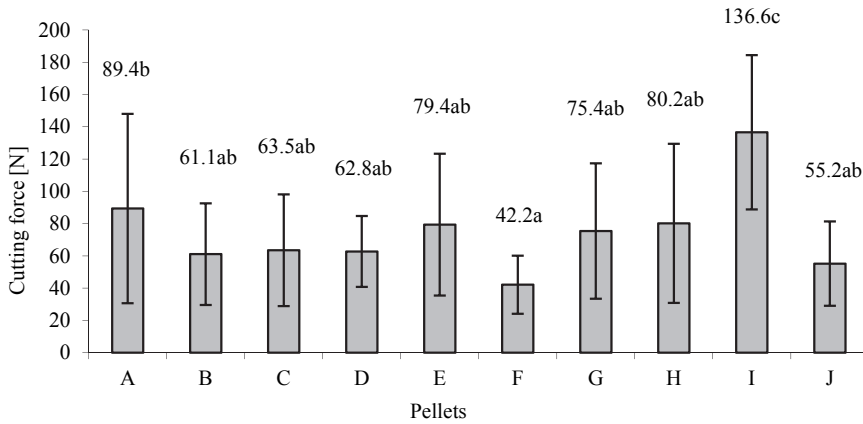 200
180
160
140
120
100
80
60
40
20
0
Cutting force [N]
89.4b
61.1ab
63.5ab
62.8ab
79.4ab
42.2a
75.4ab
80.2ab
136.6c
55.2ab
A B C D E F G H I J
Pellets